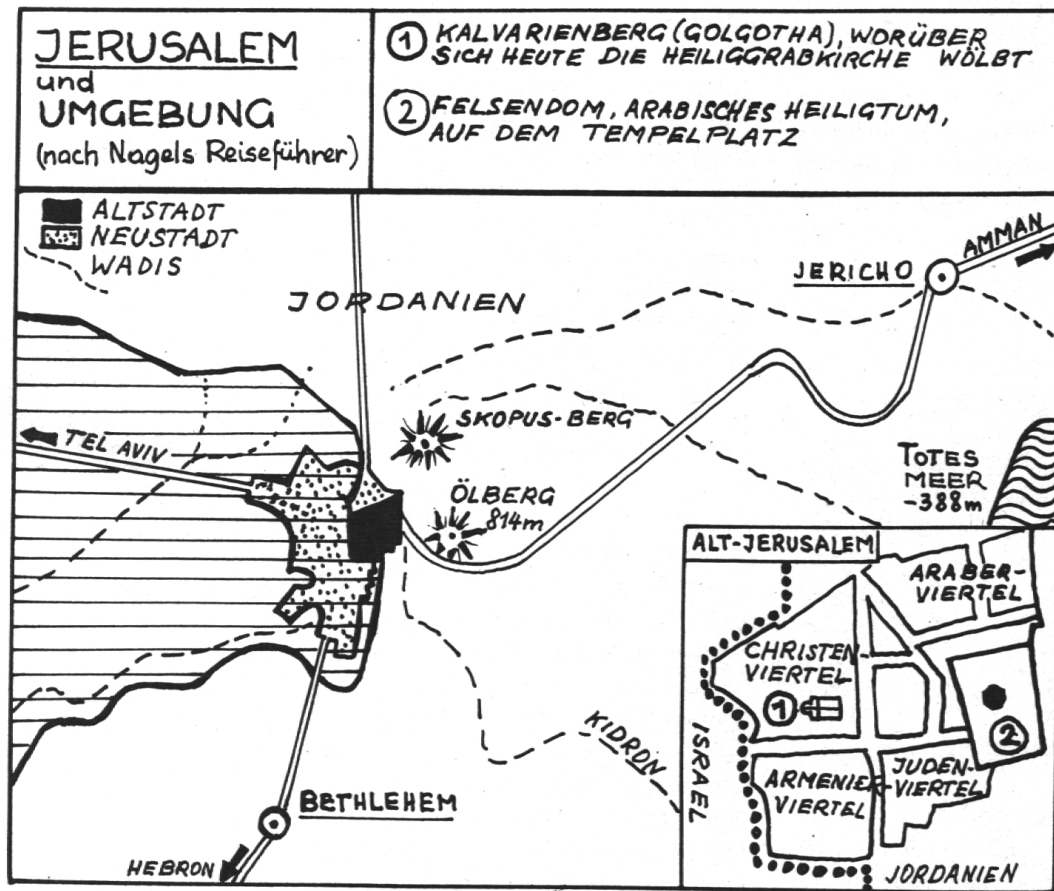 JERUSALEM
und
UMGEBUNG
(nach Nagels Reiseführer)
1 KALVARIENBERG (GOLGOTHA), WORÜBER
SICH HEUTE DIE HEILIGGRABKIRCHE WÖLBT
2 FELSENDOM, ARABISCHES HEILIGTUM,
AUF DEM TEMPELPLATZ
ALTSTADT
NEUSTADT
WADIS
JORDANIEN
JERICHO
AMMAN
SKOPUS-BERG
TEL AVIV
ÖLBERG
814m
TOTES
MEER
-388m
KIDRON
BETHLEHEM
HEBRON
ALT-JERUSALEM
ARABER-
VIERTEL
CHRISTEN-
VIERTEL
1
2
ISRAEL
ARMENIER-
VIERTEL
JUDEN-
VIERTEL
JORDANIEN